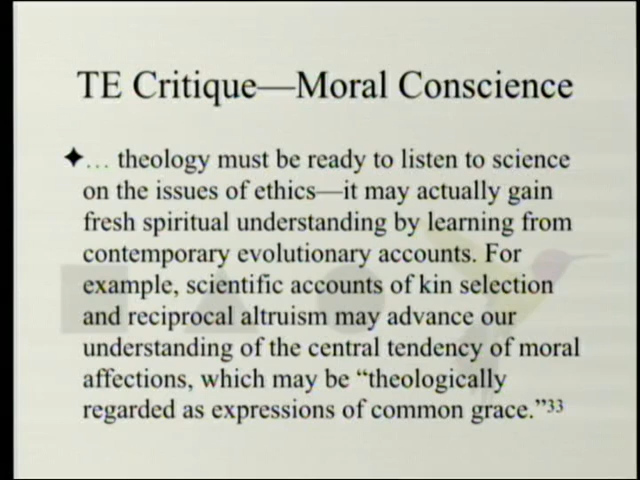 TE Critique—Moral Conscience
✦… theology must be ready to listen to science
on the issues of ethics—it may actually gain
fresh spiritual understanding by learning from
contemporary evolutionary accounts. For
example, scientific accounts of kin selection
and reciprocal altruism may advance our
understanding of the central tendency of moral
affections, which may be “theologically
regarded as expressions of common grace.”33